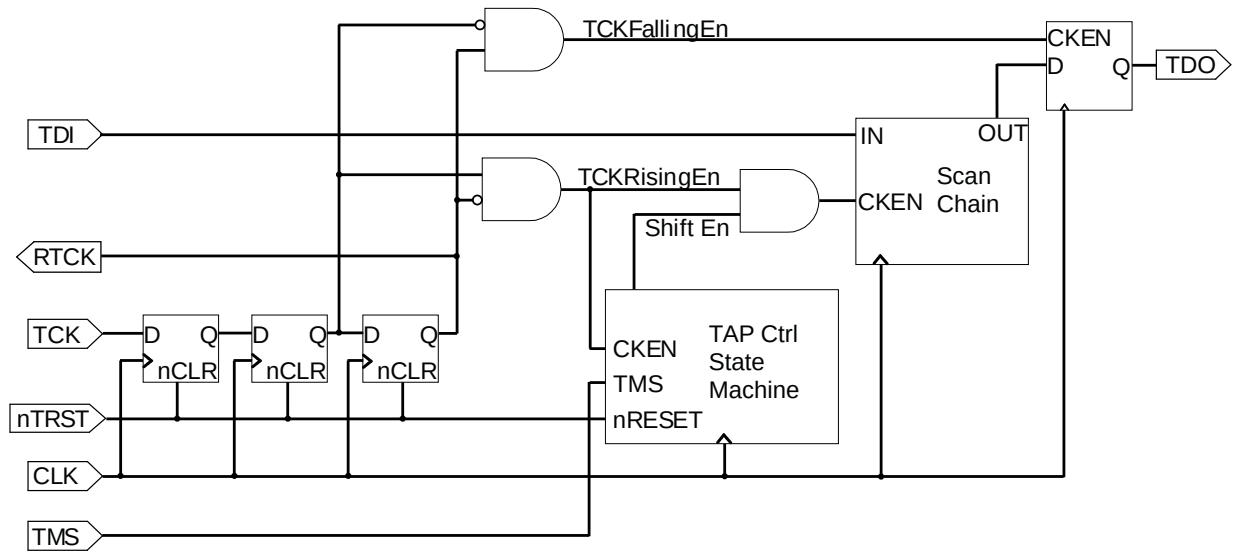 TCKFallingEn
CKEN
D Q
TDO
TDI
IN OUT
TCKRisingEn
Scan
Chain
CKEN
Shift En
RTCK
TCK
D Q
nCLR
D Q
nCLR
D Q
nCLR
TAP Ctrl
State
Machine
CKEN
TMS
nRESET
nTRST
CLK
TMS